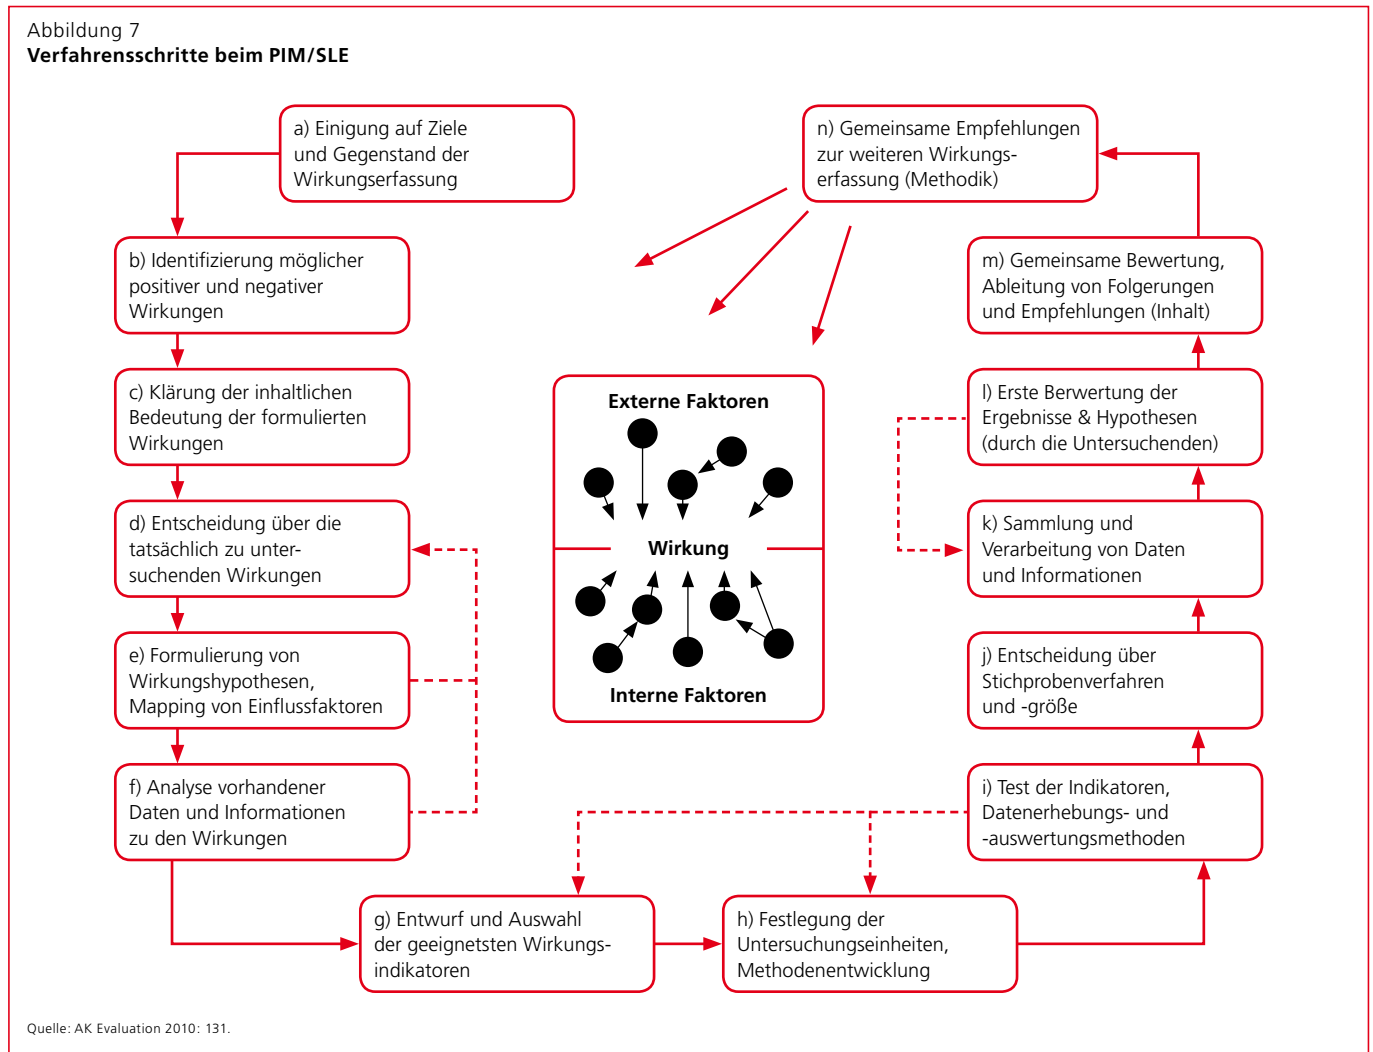 Abbildung 7
Verfahrensschritte beim PIM/SLE
a) Einigung auf Ziele
und Gegenstand der
Wirkungserfassung
b) Identifizierung möglicher
positiver und negativer
Wirkungen
c) Klärung der inhaltlichen
Bedeutung der formulierten
Wirkungen
d) Entscheidung über die
tatsächlich zu unter-
suchenden Wirkungen
e) Formulierung von
Wirkungshypothesen,
Mapping von Einflussfaktoren
f) Analyse vorhandener
Daten und Informationen
zu den Wirkungen
g) Entwurf und Auswahl
der geeignetsten Wirkungs-
indikatoren
h) Festlegung der
Untersuchungseinheiten,
Methodenentwicklung
i) Test der Indikatoren,
Datenerhebungs- und
-auswertungsmethoden
j) Entscheidung über
Stichprobenverfahren
und -größe
k) Sammlung und
Verarbeitung von Daten
und Informationen
l) Erste Berwertung der
Ergebnisse & Hypothesen
(durch die Untersuchenden)
m) Gemeinsame Bewertung,
Ableitung von Folgerungen
und Empfehlungen (Inhalt)
n) Gemeinsame Empfehlungen
zur weiteren Wirkungs-
erfassung (Methodik)
Externe Faktoren
Wirkung
Interne Faktoren
Quelle: AK Evaluation 2010: 131.